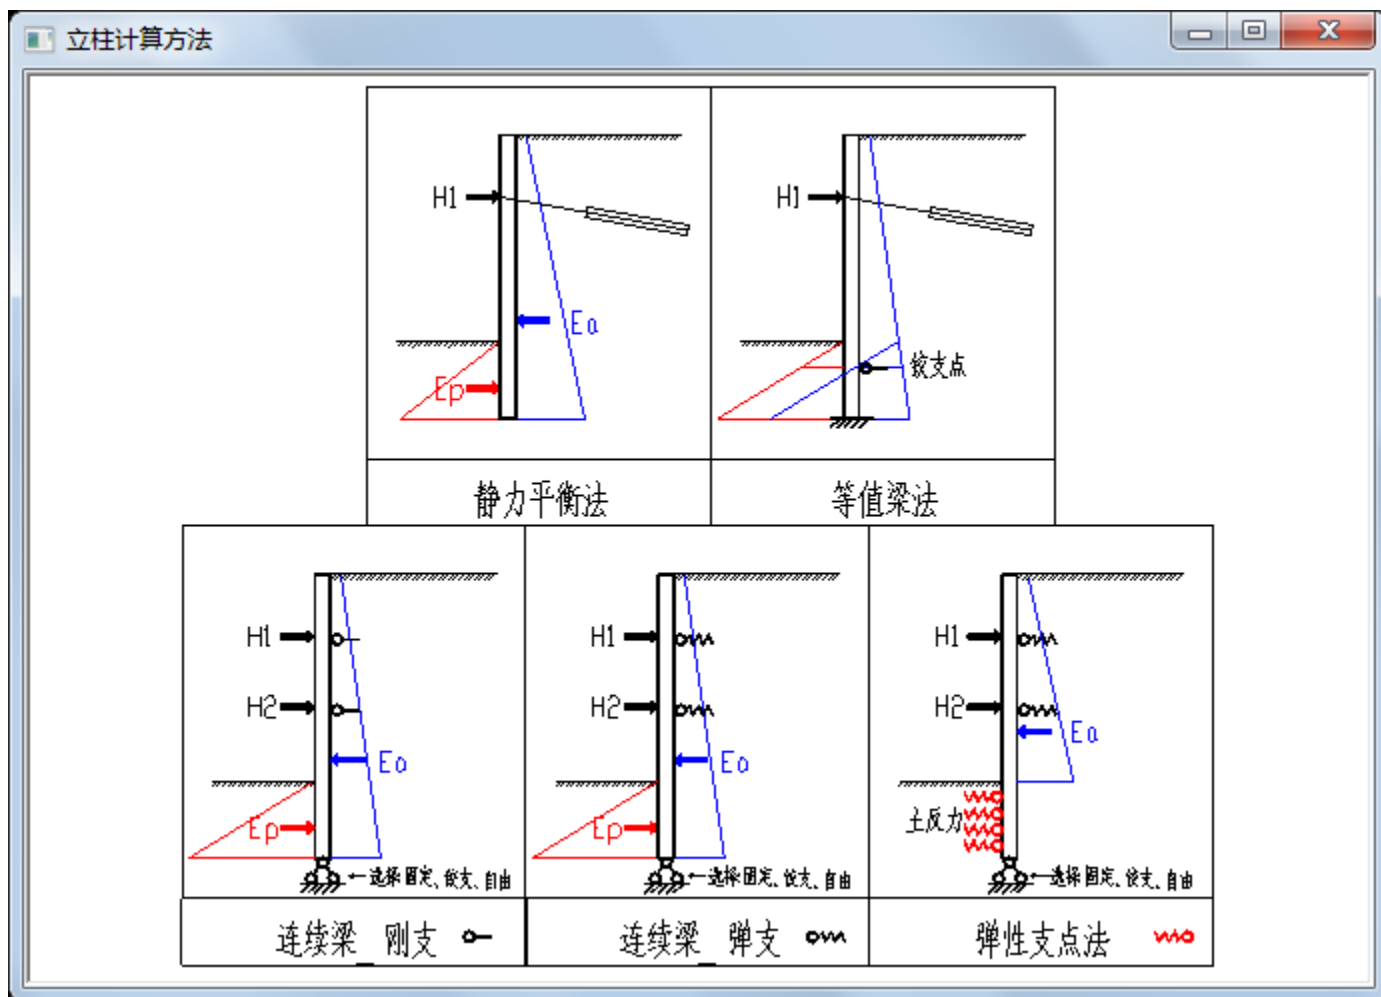 立柱计算方法
H1
Ea
Ep
静力平衡法
H1
铰支点
等值梁法
H1
H2
Ea
Ep
←选择固定、铰支、自由
连续梁_刚支
H1
H2
Ea
Ep
←选择固定、铰支、自由
连续梁_弹支
H1
H2
Ea
土反力
←选择固定、铰支、自由
弹性支点法